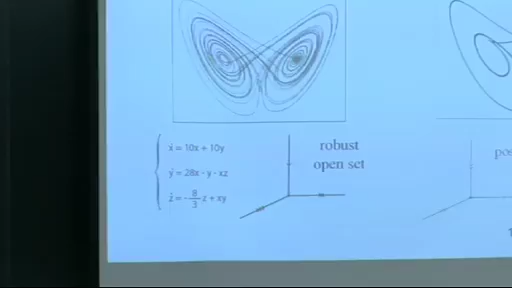 ẋ = 10x + 10y
ẏ = 28x - y - xz
ż = -8/3 z + xy
robust
open set